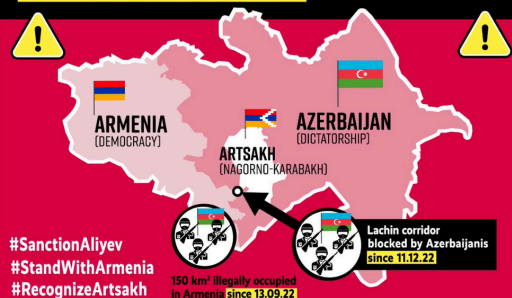 ARMENIA
(DEMOCRACY)
AZERBAIJAN
(DICTATORSHIP)
ARTSAKH
(NAGORNO-KARABAKH)
Lachin corridor
blocked by Azerbaijanis
since 11.12.22
#SanctionAliyev
#StandWithArmenia
#RecognizeArtsakh
150 km² illegally occupied
in Armenia since 13.09.22